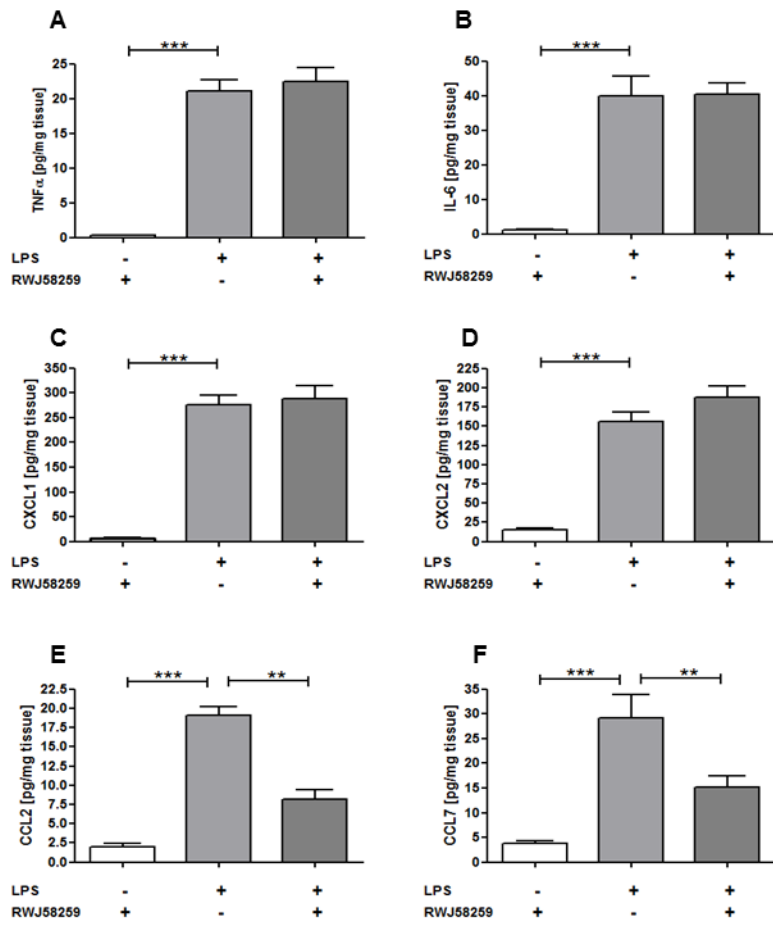 A
***
TNFα [pg/mg tissue]
25
20
15
10
5
0
LPS - + +
RWJ58259 + - +
B
***
IL-6 [pg/mg tissue]
50
40
30
20
10
0
LPS - + +
RWJ58259 + - +
C
***
CXCL1 [pg/mg tissue]
350
300
250
200
150
100
50
0
LPS - + +
RWJ58259 + - +
D
***
CXCL2 [pg/mg tissue]
225
200
175
150
125
100
75
50
25
0
LPS - + +
RWJ58259 + - +
E
*** **
CCL2 [pg/mg tissue]
22.5
20.0
17.5
15.0
12.5
10.0
7.5
5.0
2.5
0.0
LPS - + +
RWJ58259 + - +
F
*** **
CCL7 [pg/mg tissue]
35
30
25
20
15
10
5
0
LPS - + +
RWJ58259 + - +